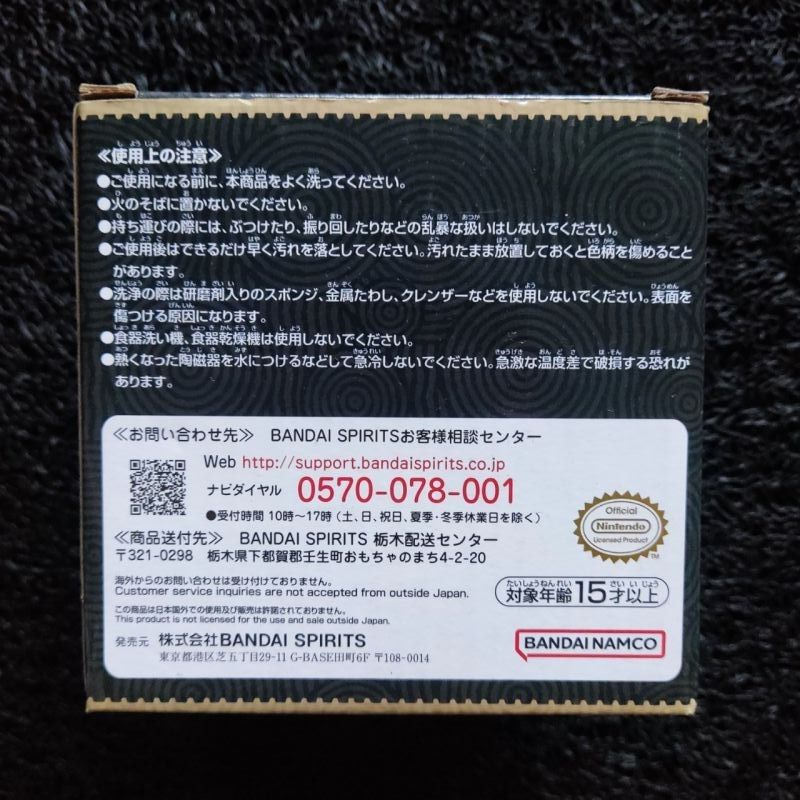 ≪使用上の注意≫
●ご使用になる前に、本商品をよく洗ってください。
●火のそばに置かないでください。
●持ち運びの際には、ぶつけたり、振り回したりなどの乱暴な扱いはしないでください。
●ご使用後はできるだけ早く汚れを落としてください。汚れたまま放置しておくと色柄を傷めること
があります。
●洗浄の際は研磨剤入りのスポンジ、金属たわし、クレンザーなどを使用しないでください。表面を
傷つける原因になります。
●食器洗い機、食器乾燥機は使用しないでください。
●熱くなった陶磁器を水につけるなどして急冷しないでください。急激な温度差で破損する恐れが
あります。
≪お問い合わせ先≫ BANDAI SPIRITSお客様相談センター
Web http://support.bandaispirits.co.jp
ナビダイヤル 0570-078-001
●受付時間 10時〜17時(土、日、祝日、夏季・冬季休業日を除く)
≪商品送付先≫ BANDAI SPIRITS 栃木配送センター
〒321-0298 栃木県下都賀郡壬生町おもちゃのまち4-2-20
Official
Nintendo
Licensed Product
海外からのお問い合わせは受け付けておりません。
Customer service inquiries are not accepted from outside Japan.
対象年齢15才以上
この商品は日本国外での使用及び販売は許諾されておりません。
This product is not licensed for the use and sale outside Japan.
発売元 株式会社BANDAI SPIRITS
東京都港区芝五丁目29-11 G-BASE田町6F 〒108-0014
BANDAI NAMCO